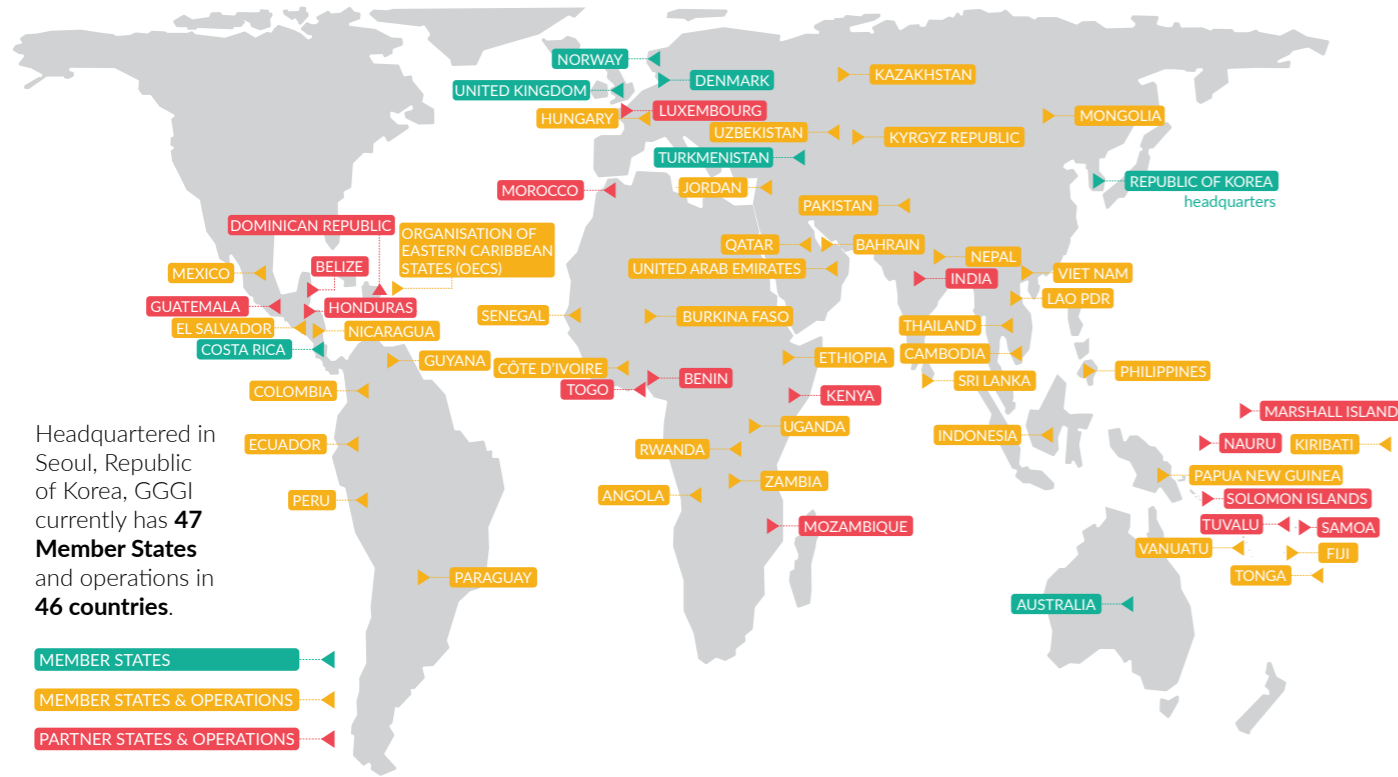 NORWAY
DENMARK
KAZAKHSTAN
UNITED KINGDOM
LUXEMBOURG
HUNGARY
MONGOLIA
UZBEKISTAN
KYRGYZ REPUBLIC
TURKMENISTAN
REPUBLIC OF KOREA
headquarters
MOROCCO
JORDAN
PAKISTAN
DOMINICAN REPUBLIC
ORGANISATION OF
EASTERN CARIBBEAN
STATES (OECS)
QATAR
BAHRAIN
NEPAL
MEXICO
BELIZE
UNITED ARAB EMIRATES
INDIA
VIET NAM
GUATEMALA
HONDURAS
LAO PDR
EL SALVADOR
NICARAGUA
SENEGAL
BURKINA FASO
THAILAND
COSTA RICA
GUYANA
CÔTE D'IVOIRE
ETHIOPIA
CAMBODIA
COLOMBIA
TOGO
BENIN
KENYA
SRI LANKA
PHILIPPINES
MARSHALL ISLAND
ECUADOR
RWANDA
UGANDA
INDONESIA
NAURU
KIRIBATI
PERU
ANGOLA
ZAMBIA
PAPUA NEW GUINEA
SOLOMON ISLANDS
MOZAMBIQUE
TUVALU
SAMOA
VANUATU
FIJI
PARAGUAY
TONGA
AUSTRALIA
Headquartered in
Seoul, Republic
of Korea, GGGI
currently has 47
Member States
and operations in
46 countries.
MEMBER STATES
MEMBER STATES & OPERATIONS
PARTNER STATES & OPERATIONS